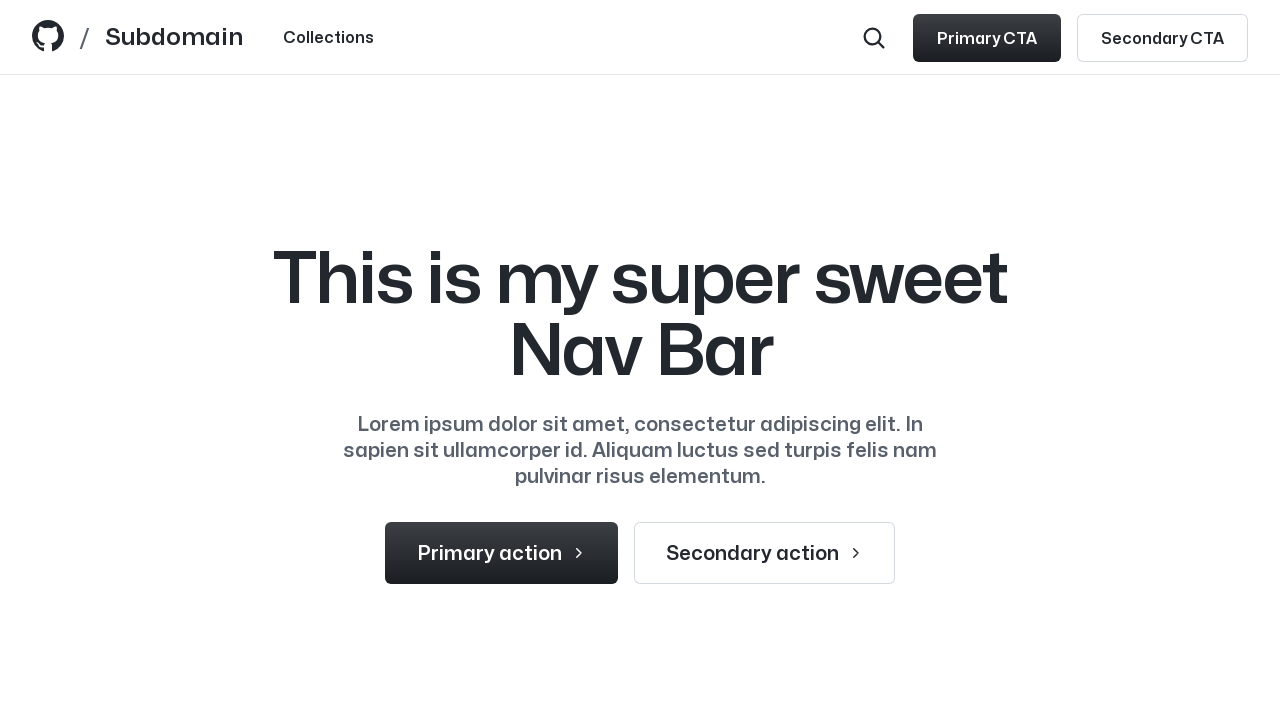 / Subdomain Collections Primary CTA Secondary CTA
This is my super sweet
Nav Bar
Lorem ipsum dolor sit amet, consectetur adipiscing elit. In
sapien sit ullamcorper id. Aliquam luctus sed turpis felis nam
pulvinar risus elementum.
Primary action Secondary action